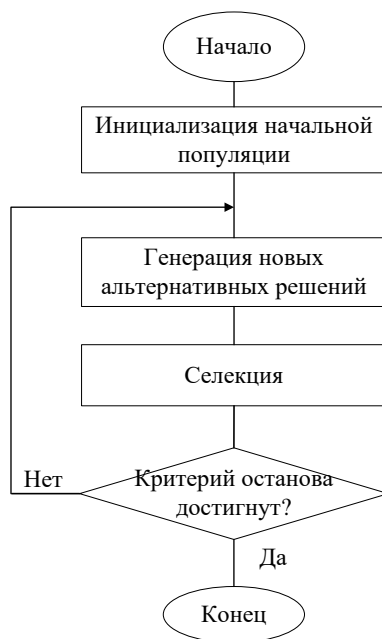 Начало
Инициализация начальной
популяции
Генерация новых
альтернативных решений
Селекция
Критерий останова
достигнут?
Нет
Да
Конец